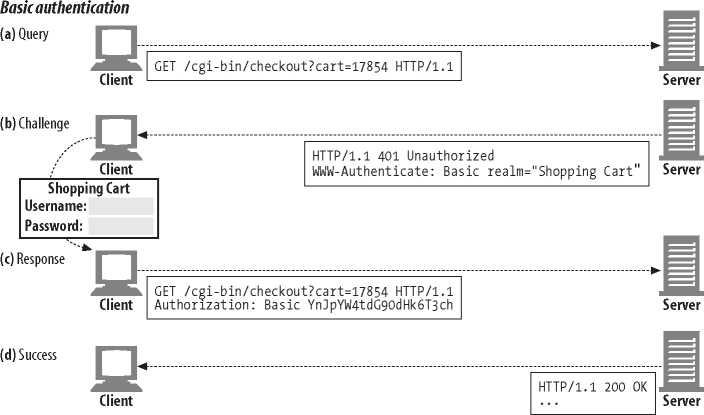 Basic authentication
(a) Query
GET /cgi-bin/checkout?cart=17854 HTTP/1.1
Client
Server
(b) Challenge
HTTP/1.1 401 Unauthorized
WWW-Authenticate: Basic realm="Shopping Cart"
Client
Server
Shopping Cart
Username:
Password:
(c) Response
GET /cgi-bin/checkout?cart=17854 HTTP/1.1
Authorization: Basic YnJpYW4tdG90dHk6T3ch
Client
Server
(d) Success
HTTP/1.1 200 OK
...
Client
Server